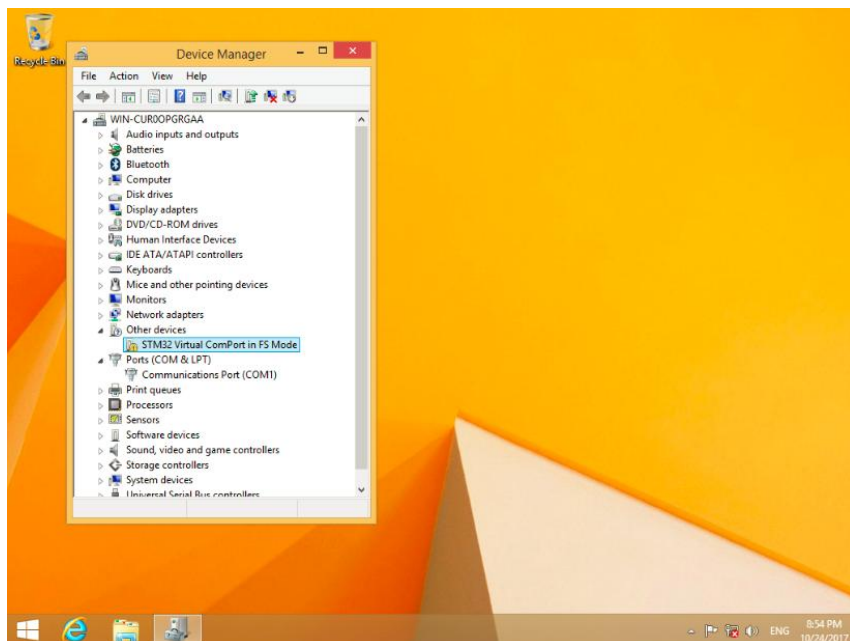 Recycle Bin
Device Manager
File Action View Help
WIN-CUR0OPGRGAA
Audio inputs and outputs
Batteries
Bluetooth
Computer
Disk drives
Display adapters
DVD/CD-ROM drives
Human Interface Devices
IDE ATA/ATAPI controllers
Keyboards
Mice and other pointing devices
Monitors
Network adapters
Other devices
STM32 Virtual ComPort in FS Mode
Ports (COM & LPT)
Communications Port (COM1)
Print queues
Processors
Sensors
Software devices
Sound, video and game controllers
Storage controllers
System devices
Universal Serial Bus controllers
ENG
8:54 PM
10/24/2017